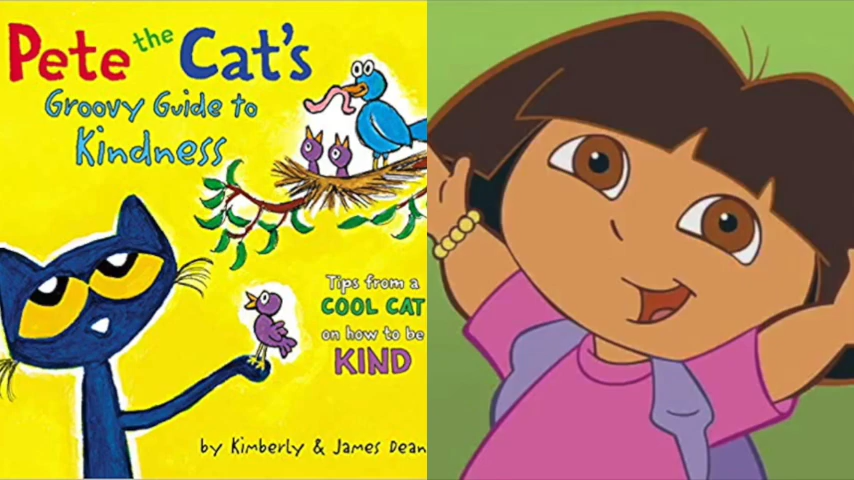 Pete the Cat's
Groovy Guide to
Kindness
Tips from a
COOL CAT
on how to be
KIND
by Kimberly & James Dean